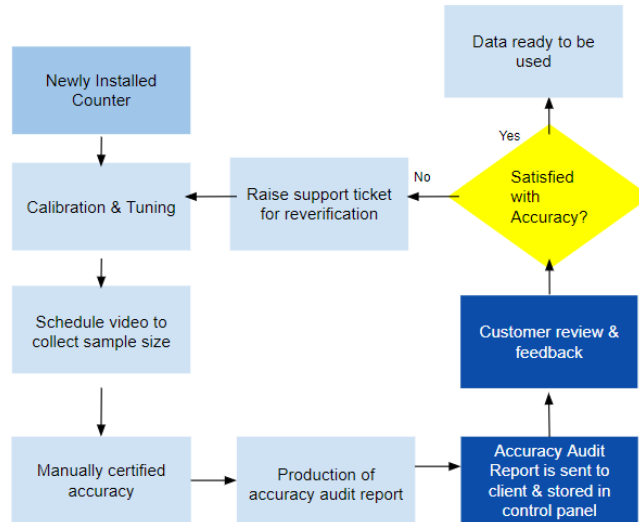 Newly Installed
Counter
Calibration & Tuning
Schedule video to
collect sample size
Manually certified
accuracy
Production of
accuracy audit report
Accuracy Audit
Report is sent to
client & stored in
control panel
Customer review &
feedback
Satisfied
with
Accuracy?
No
Raise support ticket
for reverification
Yes
Data ready to be
used